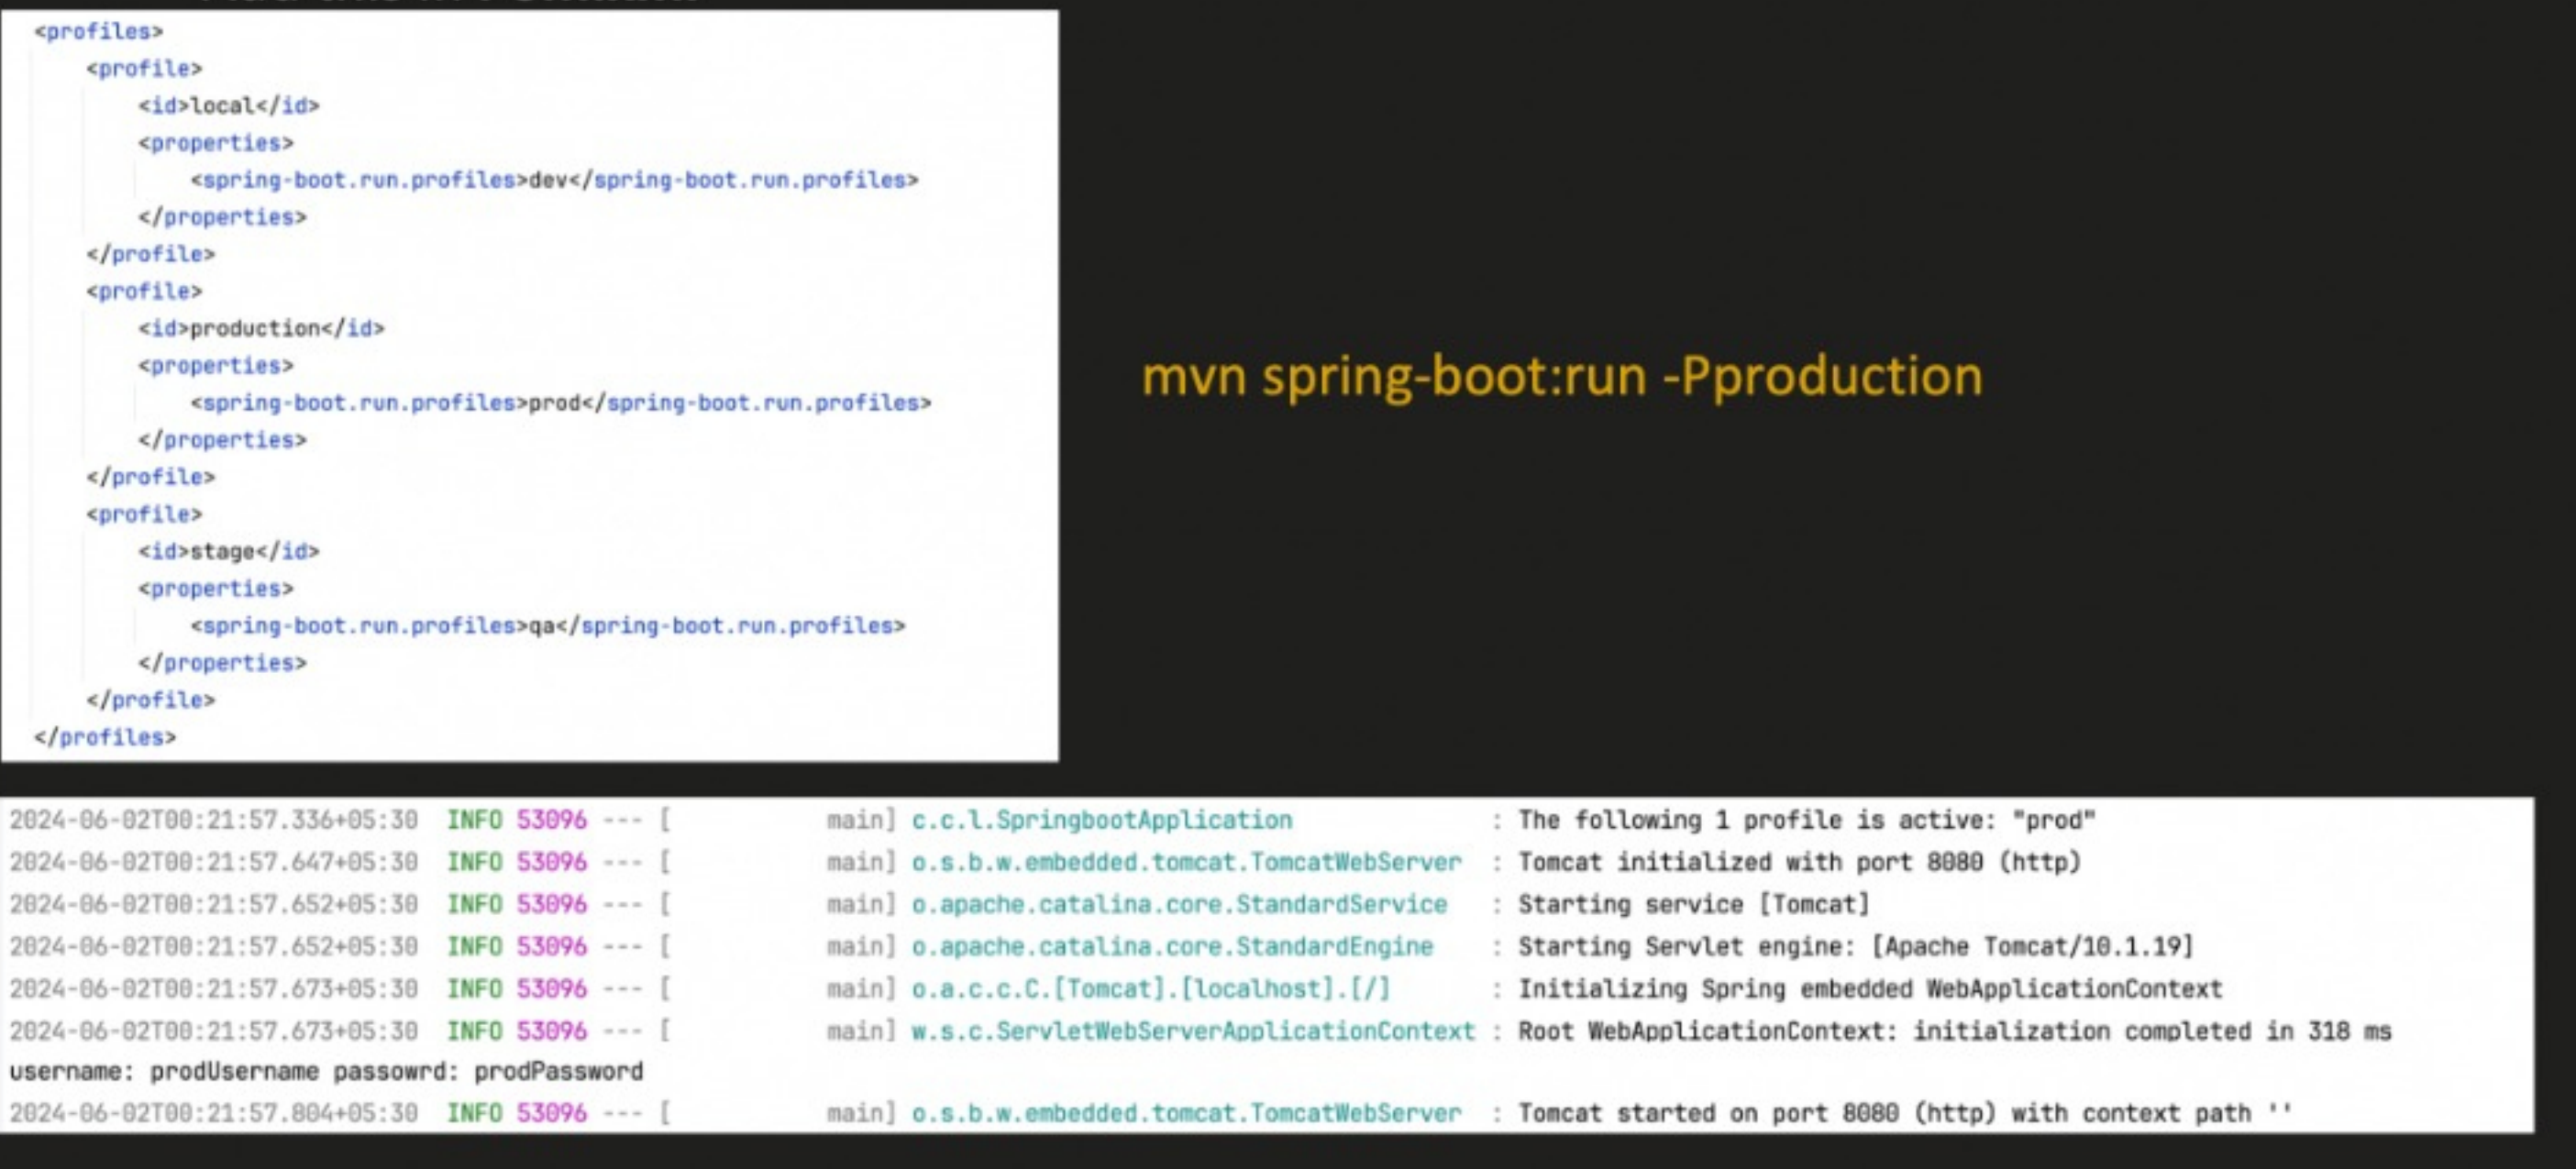 <profiles>
<profile>
<id>local</id>
<properties>
<spring-boot.run.profiles>dev</spring-boot.run.profiles>
</properties>
</profile>
<profile>
<id>production</id>
<properties>
<spring-boot.run.profiles>prod</spring-boot.run.profiles>
</properties>
</profile>
<profile>
<id>stage</id>
<properties>
<spring-boot.run.profiles>qa</spring-boot.run.profiles>
</properties>
</profile>
</profiles>
mvn spring-boot:run -Pproduction
2024-06-02T00:21:57.336+05:30 INFO 53096 --- [ main] c.c.l.SpringbootApplication : The following 1 profile is active: "prod"
2024-06-02T00:21:57.647+05:30 INFO 53096 --- [ main] o.s.b.w.embedded.tomcat.TomcatWebServer : Tomcat initialized with port 8080 (http)
2024-06-02T00:21:57.652+05:30 INFO 53096 --- [ main] o.apache.catalina.core.StandardService : Starting service [Tomcat]
2024-06-02T00:21:57.652+05:30 INFO 53096 --- [ main] o.apache.catalina.core.StandardEngine : Starting Servlet engine: [Apache Tomcat/10.1.19]
2024-06-02T00:21:57.673+05:30 INFO 53096 --- [ main] o.a.c.c.C.[Tomcat].[localhost].[/] : Initializing Spring embedded WebApplicationContext
2024-06-02T00:21:57.673+05:30 INFO 53096 --- [ main] w.s.c.ServletWebServerApplicationContext : Root WebApplicationContext: initialization completed in 318 ms
username: prodUsername passowrd: prodPassword
2024-06-02T00:21:57.804+05:30 INFO 53096 --- [ main] o.s.b.w.embedded.tomcat.TomcatWebServer : Tomcat started on port 8080 (http) with context path ''